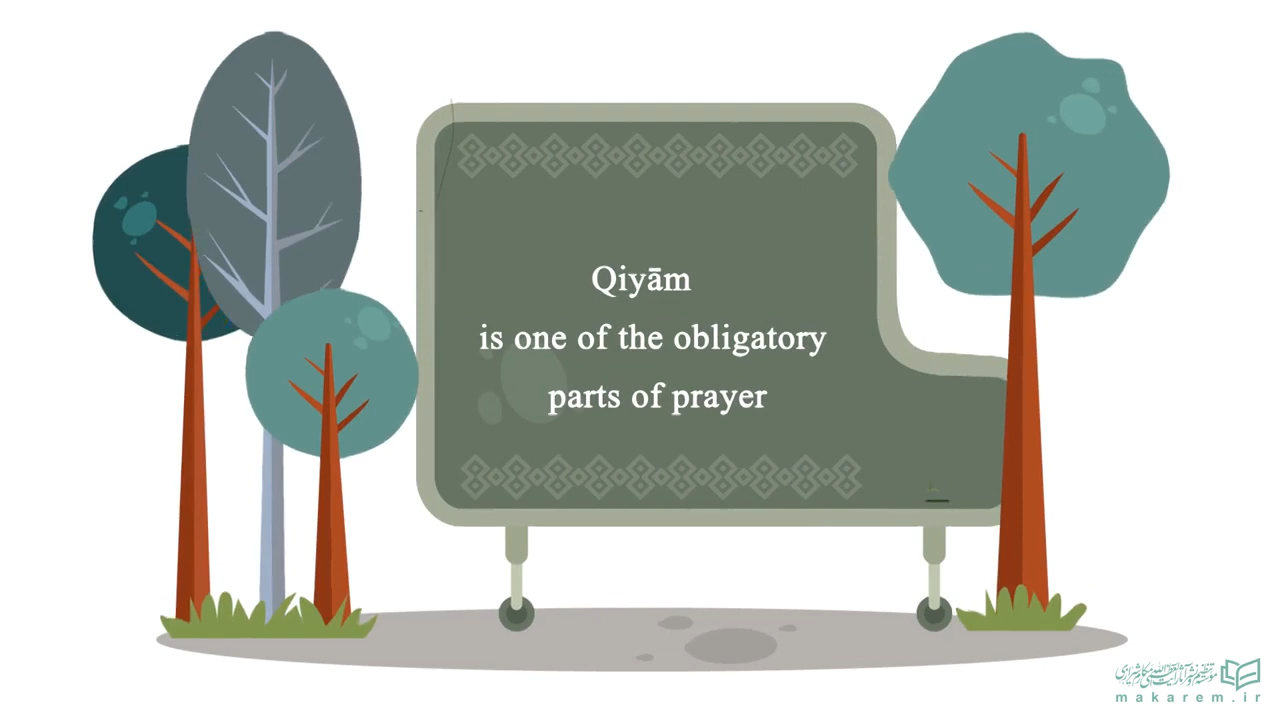 Qiyām
is one of the obligatory
parts of prayer
makarem.ir